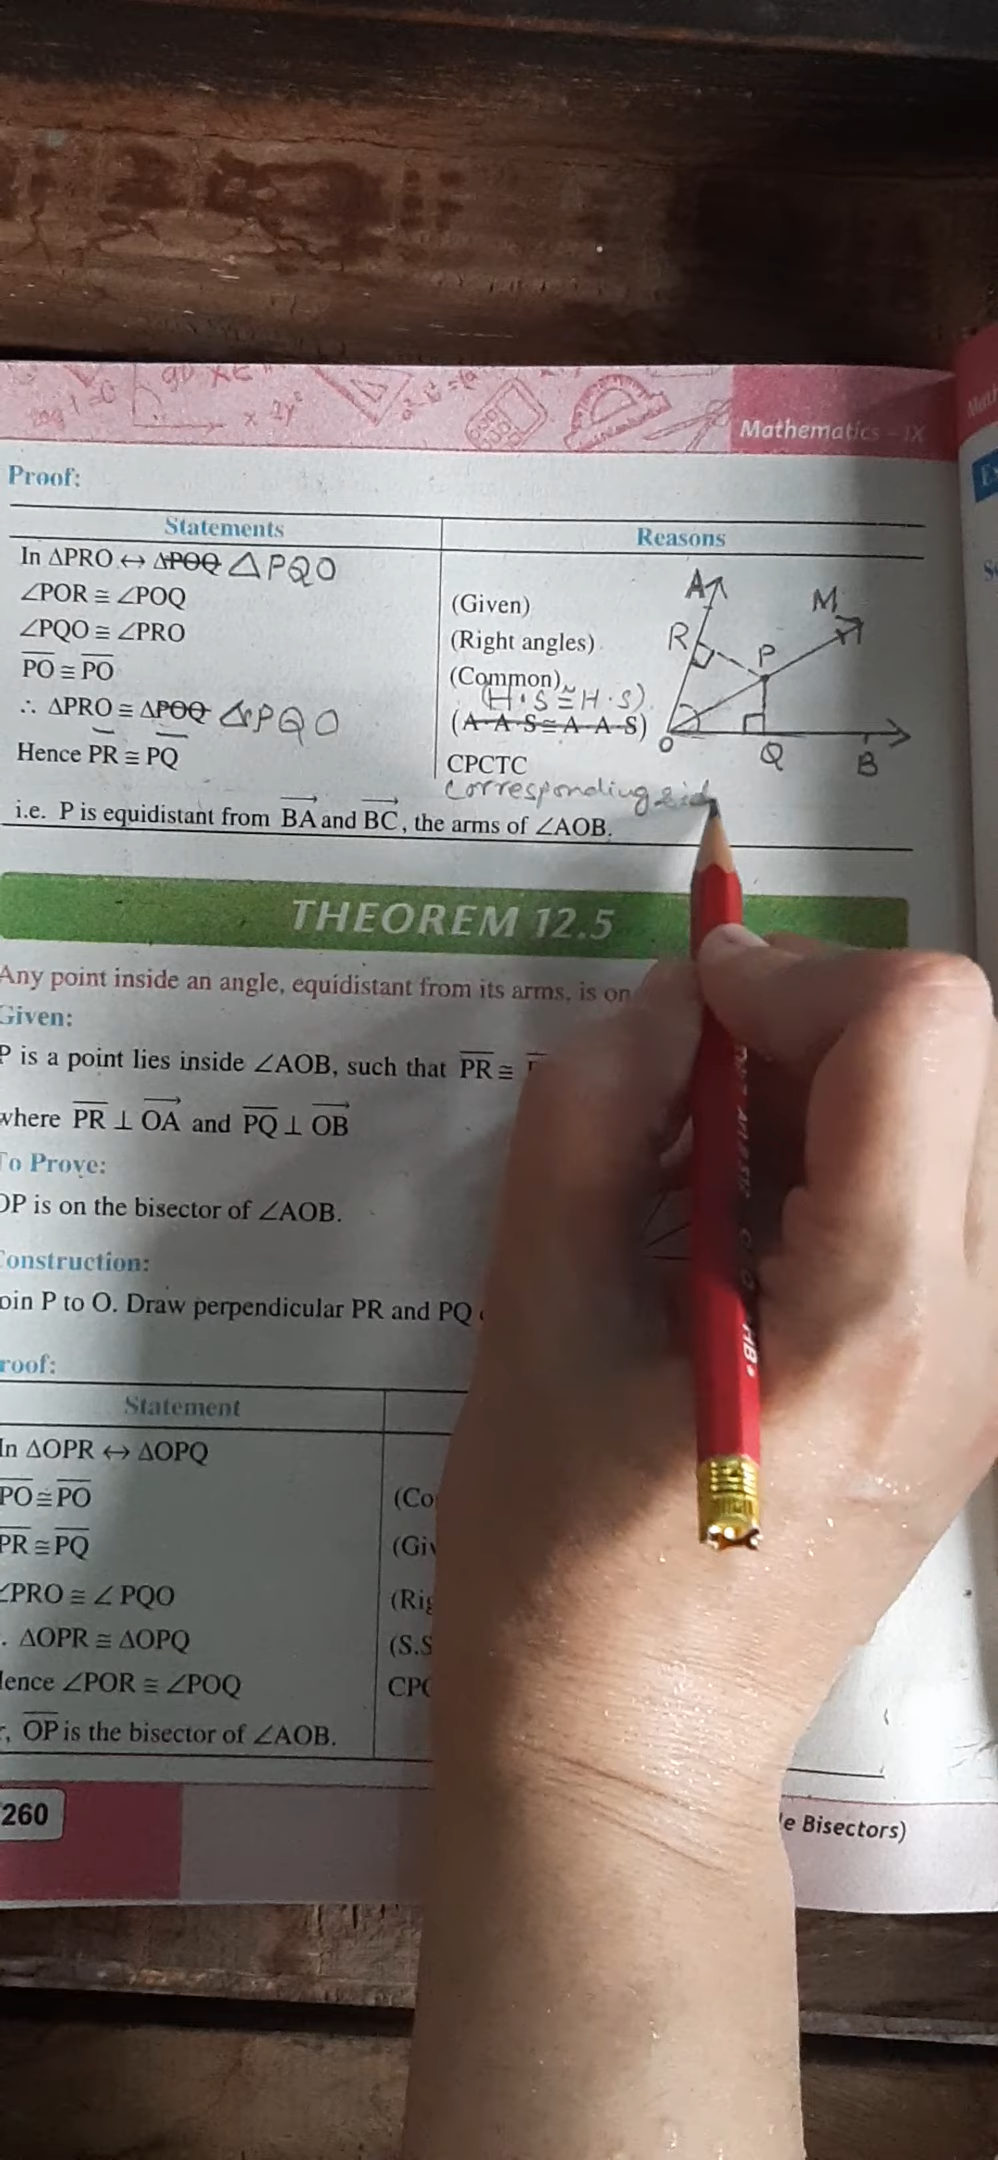 Mathematics - IX
Proof:
Statements Reasons
In ΔPRO ↔ ΔPOQ ΔPQO
∠POR ≅ ∠POQ (Given)
∠PQO ≅ ∠PRO (Right angles)
PO ≅ PO (Common)
(H.S ≅ H.S)
∴ ΔPRO ≅ ΔPOQ ΔPQO (A-A-S ≅ A-A-S)
Hence PR ≅ PQ CPCTC
corresponding
i.e. P is equidistant from BA and BC, the arms of ∠AOB.
A M
R P
O Q B
THEOREM 12.5
Any point inside an angle, equidistant from its arms, is on
Given:
P is a point lies inside ∠AOB, such that PR ≅
where PR ⊥ OA and PQ ⊥ OB
To Prove:
OP is on the bisector of ∠AOB.
Construction:
oin P to O. Draw perpendicular PR and PQ
roof:
Statement
In ΔOPR ↔ ΔOPQ
PO ≅ PO (Co
PR ≅ PQ (Giv
∠PRO ≅ ∠PQO (Rig
. ΔOPR ≅ ΔOPQ (S.S
Hence ∠POR ≅ ∠POQ CPC
, OP is the bisector of ∠AOB.
260
le Bisectors)
HB